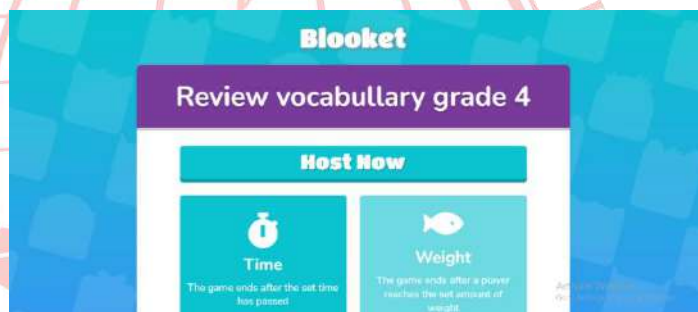 Blooket
Review vocabullary grade 4
Host Now
Time
The game ends after the set time
has passed
Weight
The game ends after a player
reaches the set amount of
weight